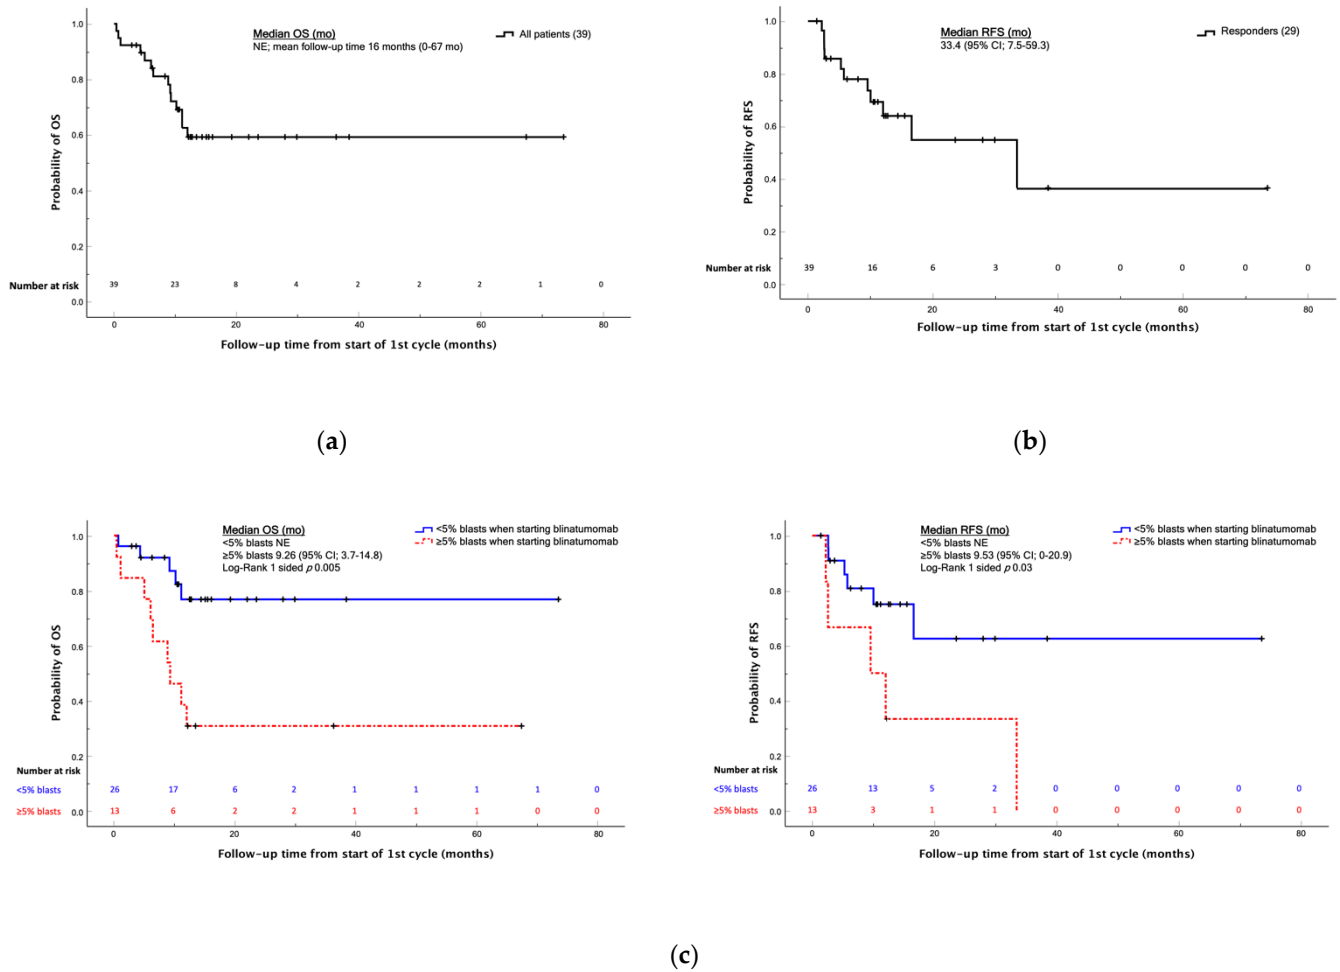 Median OS (mo)
NE; mean follow-up time 16 months (0-67 mo)
All patients (39)
Probability of OS
1.0
0.8
0.6
0.4
0.2
0.0
Number at risk
39 23 8 4 2 2 2 1 0
0 20 40 60 80
Follow-up time from start of 1st cycle (months)
(a)
Median RFS (mo)
33.4 (95% CI; 7.5-59.3)
Responders (29)
Probability of RFS
1.0
0.8
0.6
0.4
0.2
0.0
Number at risk
39 16 6 3 0 0 0 0 0
0 20 40 60 80
Follow-up time from start of 1st cycle (months)
(b)
Median OS (mo)
<5% blasts NE
≥5% blasts 9.26 (95% CI; 3.7-14.8)
Log-Rank 1 sided p 0.005
<5% blasts when starting blinatumomab
≥5% blasts when starting blinatumomab
Probability of OS
1.0
0.8
0.6
0.4
0.2
0.0
Number at risk
<5% blasts 26 17 6 2 1 1 1 1 0
≥5% blasts 13 6 2 2 1 1 1 0 0 0
0 20 40 60 80
Follow-up time from start of 1st cycle (months)
Median RFS (mo)
<5% blasts NE
≥5% blasts 9.53 (95% CI; 0-20.9)
Log-Rank 1 sided p 0.03
<5% blasts when starting blinatumomab
≥5% blasts when starting blinatumomab
Probability of RFS
1.0
0.8
0.6
0.4
0.2
0.0
Number at risk
<5% blasts 26 13 5 2 0 0 0 0 0
≥5% blasts 13 3 1 1 0 0 0 0 0
0 20 40 60 80
Follow-up time from start of 1st cycle (months)
(c)